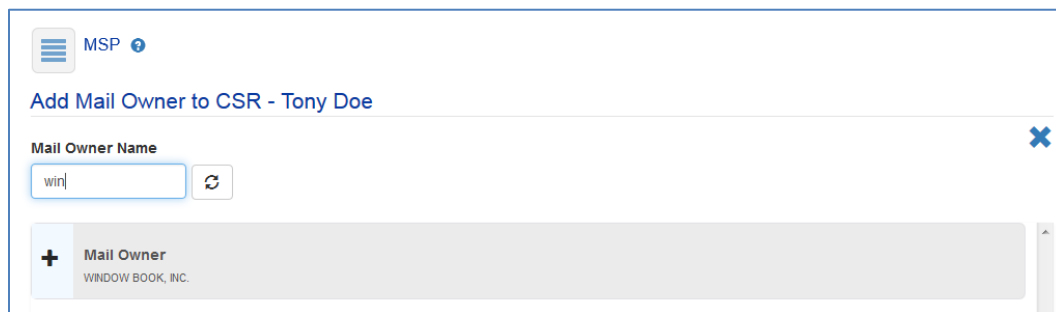 MSP ?
Add Mail Owner to CSR - Tony Doe
Mail Owner Name
win
Mail Owner
WINDOW BOOK, INC.